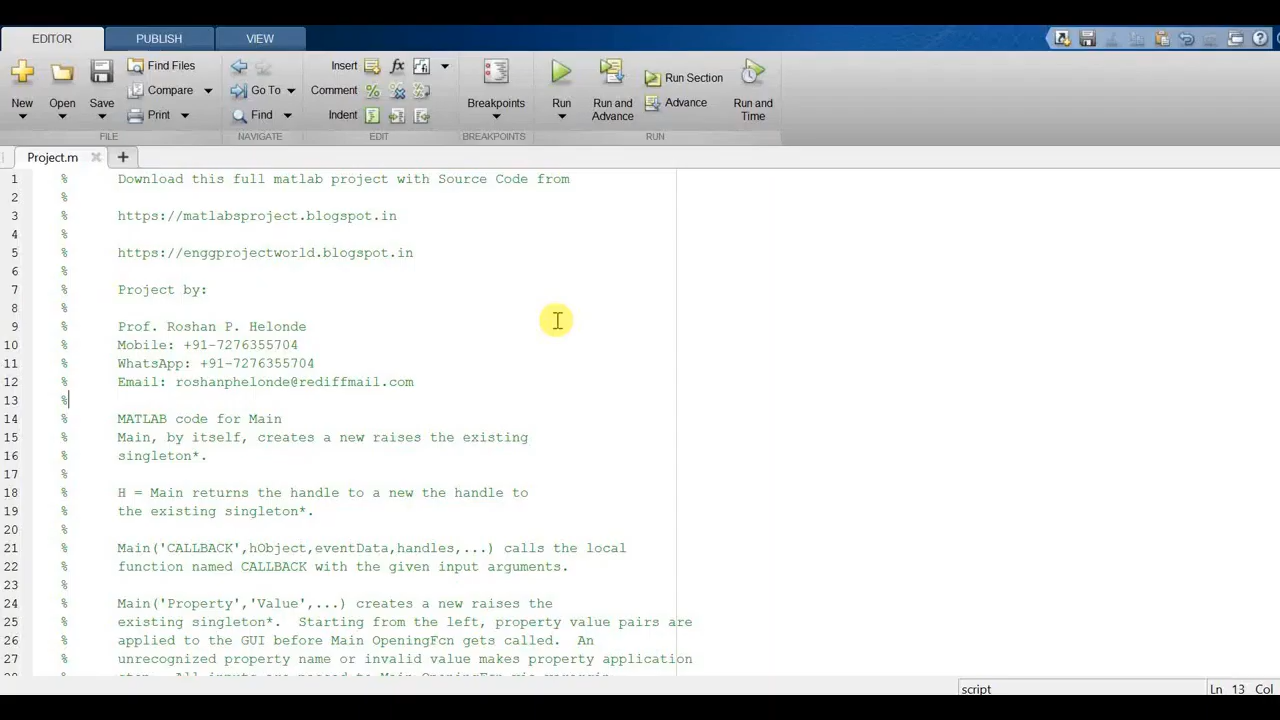 EDITOR PUBLISH VIEW
New
Open
Save
Find Files
Compare
Print
FILE
Go To
Find
NAVIGATE
Insert
Comment
Indent
EDIT
Breakpoints
BREAKPOINTS
Run
Run and
Advance
Run Section
Advance
Run and
Time
RUN
Project.m
1 % Download this full matlab project with Source Code from
2 %
3 % https://matlabsproject.blogspot.in
4 %
5 % https://enggprojectworld.blogspot.in
6 %
7 % Project by:
8 %
9 % Prof. Roshan P. Helonde
10 % Mobile: +91-7276355704
11 % WhatsApp: +91-7276355704
12 % Email: roshanphelonde@rediffmail.com
13 %
14 % MATLAB code for Main
15 % Main, by itself, creates a new raises the existing
16 % singleton*.
17 %
18 % H = Main returns the handle to a new the handle to
19 % the existing singleton*.
20 %
21 % Main('CALLBACK',hObject,eventData,handles,...) calls the local
22 % function named CALLBACK with the given input arguments.
23 %
24 % Main('Property','Value',...) creates a new raises the
25 % existing singleton*. Starting from the left, property value pairs are
26 % applied to the GUI before Main OpeningFcn gets called. An
27 % unrecognized property name or invalid value makes property application
script Ln 13 Col